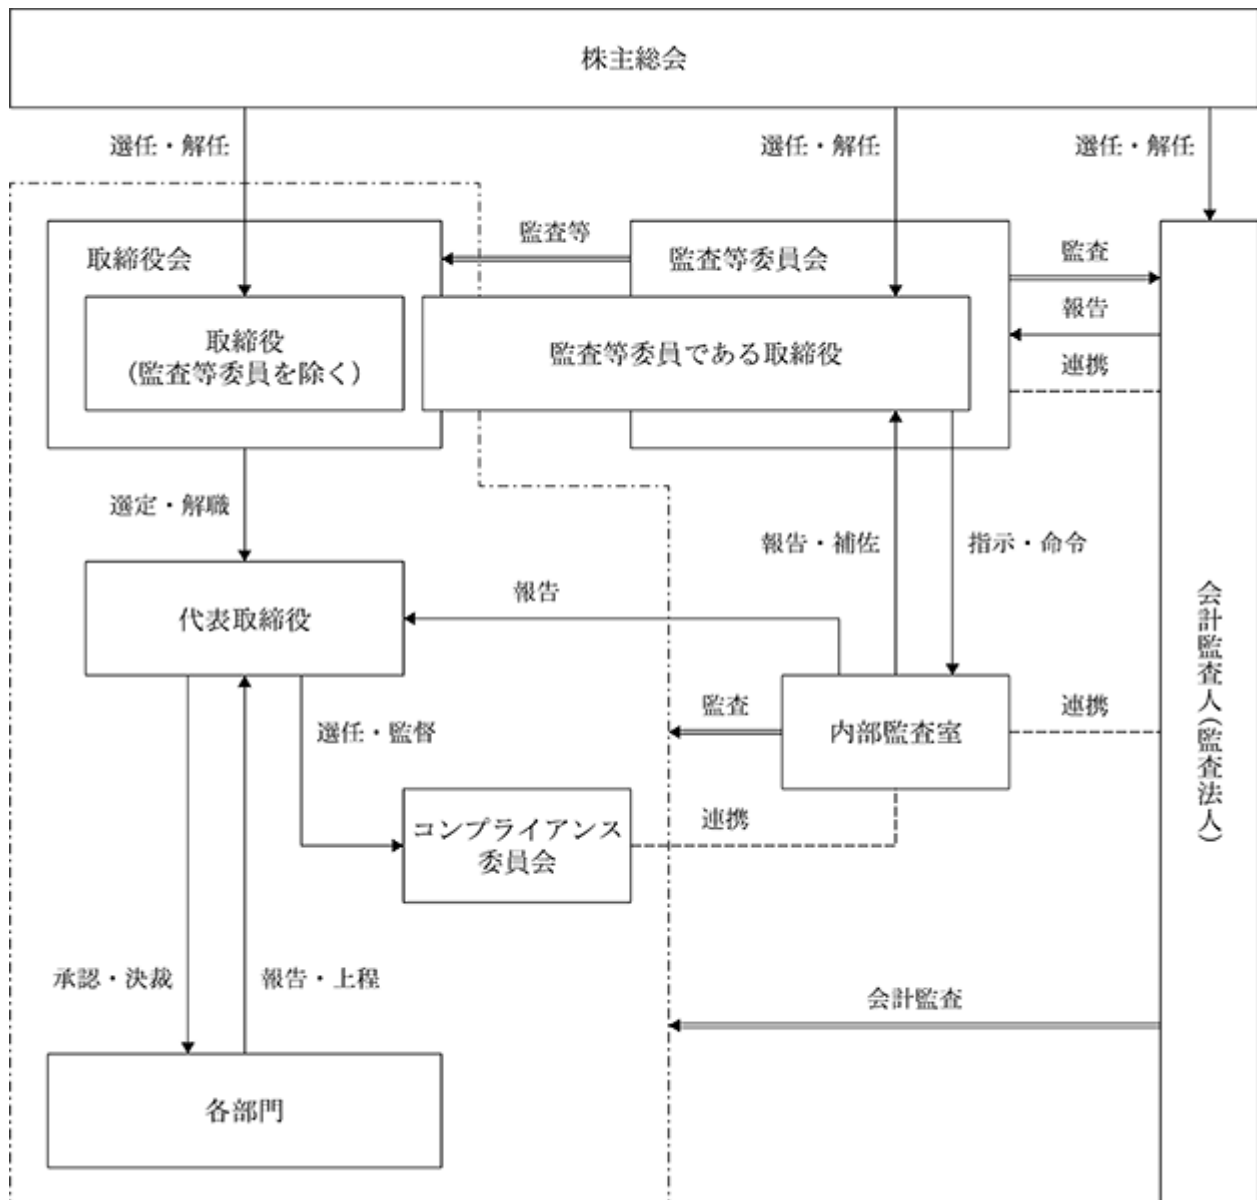 株主総会
選任・解任
選任・解任
選任・解任
取締役会
監査等
監査等委員会
監査
取締役
(監査等委員を除く)
監査等委員である取締役
報告
連携
選定・解職
報告・補佐
指示・命令
代表取締役
報告
会計監査人(監査法人)
選任・監督
監査
内部監査室
連携
コンプライアンス
委員会
連携
承認・決裁
報告・上程
会計監査
各部門